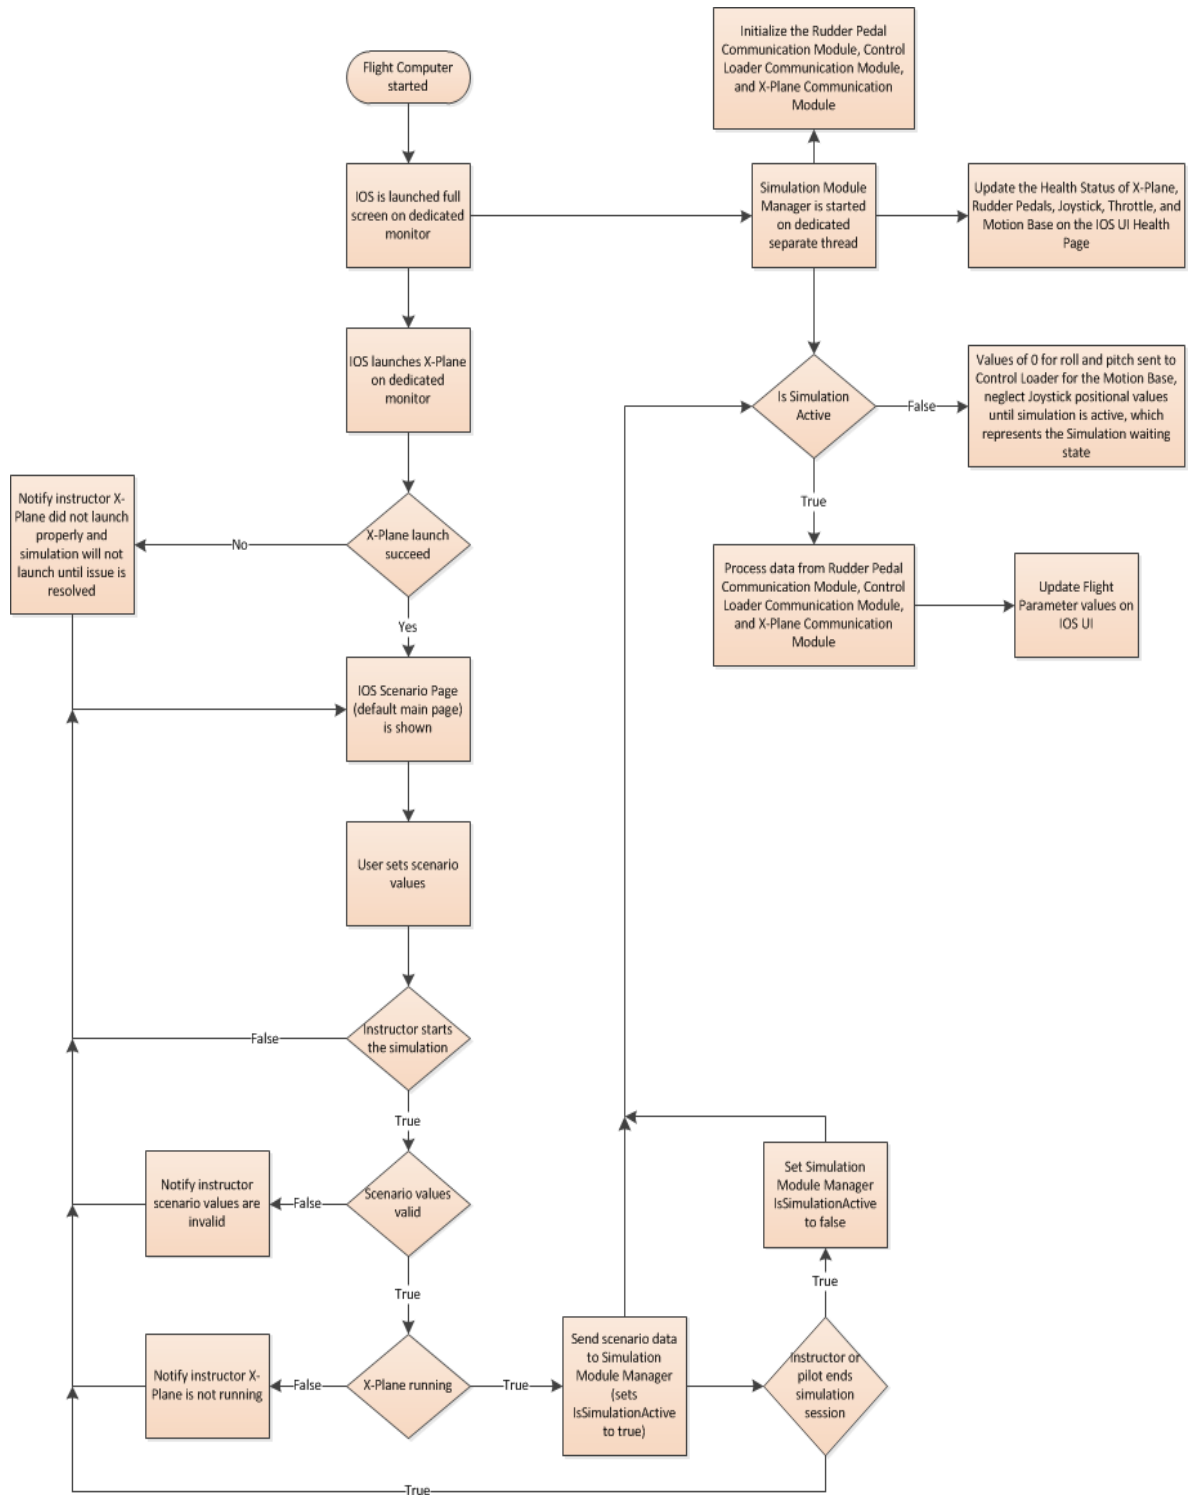 Initialize the Rudder Pedal
Communication Module, Control
Loader Communication Module,
and X-Plane Communication
Module
Flight Computer
started
IOS is launched full
screen on dedicated
monitor
Simulation Module
Manager is started
on dedicated
separate thread
Update the Health Status of X-Plane,
Rudder Pedals, Joystick, Throttle, and
Motion Base on the IOS UI Health
Page
IOS launches X-Plane
on dedicated
monitor
Is Simulation
Active
False
Values of 0 for roll and pitch sent to
Control Loader for the Motion Base,
neglect Joystick positional values
until simulation is active, which
represents the Simulation waiting
state
True
Notify instructor X-
Plane did not launch
properly and
simulation will not
launch until issue is
resolved
No
X-Plane launch
succeed
Yes
Process data from Rudder Pedal
Communication Module, Control
Loader Communication Module,
and X-Plane Communication
Module
Update Flight
Parameter values on
IOS UI
IOS Scenario Page
(default main page)
is shown
User sets scenario
values
Instructor starts
the simulation
False
True
Notify instructor
scenario values are
invalid
False
Scenario values
valid
True
Set Simulation
Module Manager
IsSimulationActive
to false
True
Notify instructor X-
Plane is not running
False
X-Plane running
True
Send scenario data
to Simulation
Module Manager
(sets
IsSimulationActive
to true)
Instructor or
pilot ends
simulation
session
True